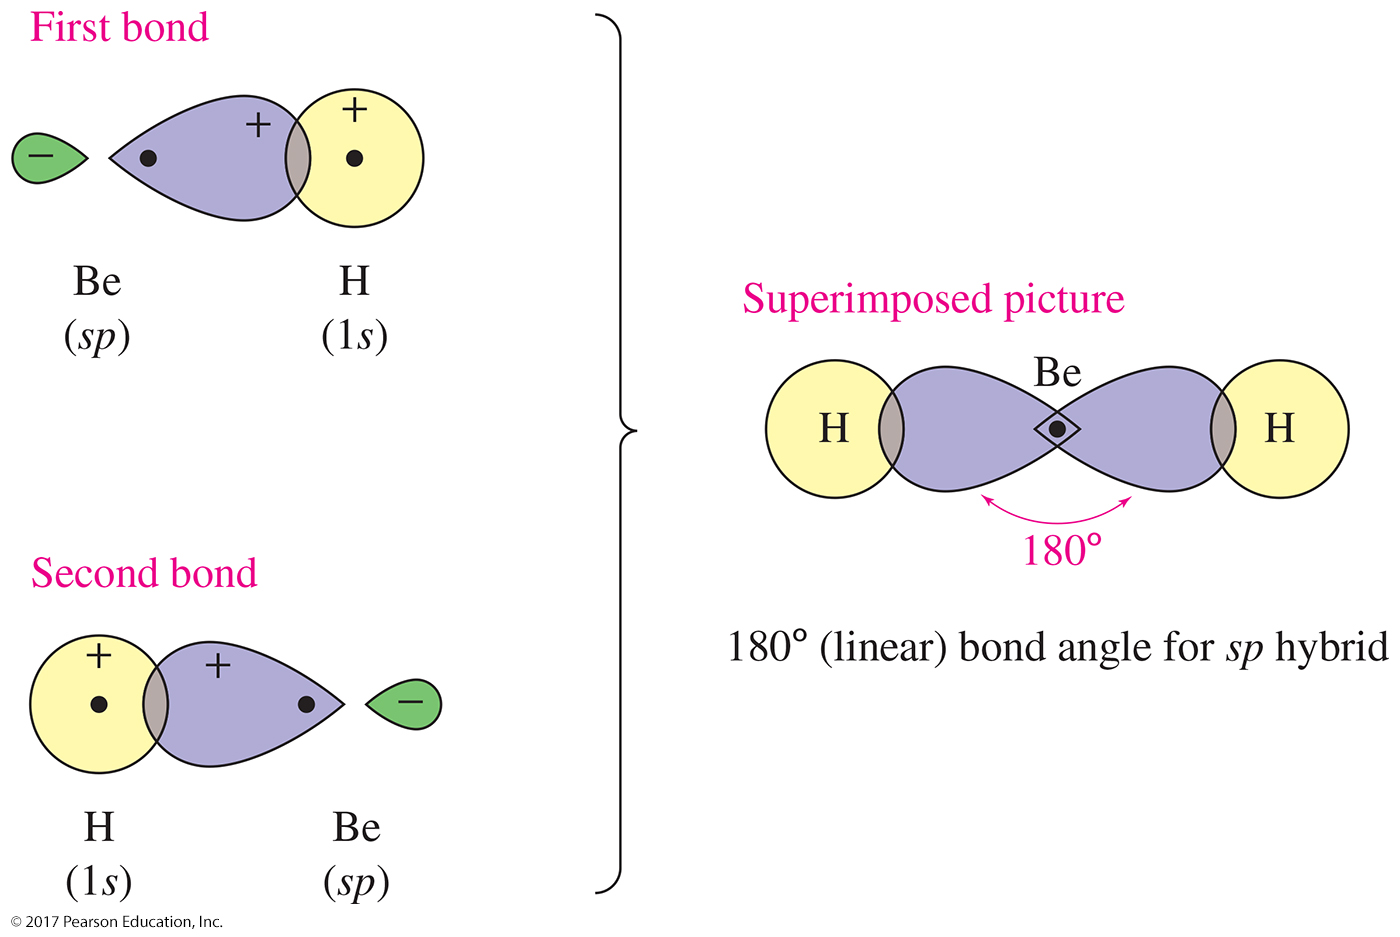 First bond
+
+
−
Be
H
(sp)
(1s)
Second bond
+
+
−
H
Be
(1s)
(sp)
Superimposed picture
Be
H
H
180°
180° (linear) bond angle for sp hybrid
© 2017 Pearson Education, Inc.